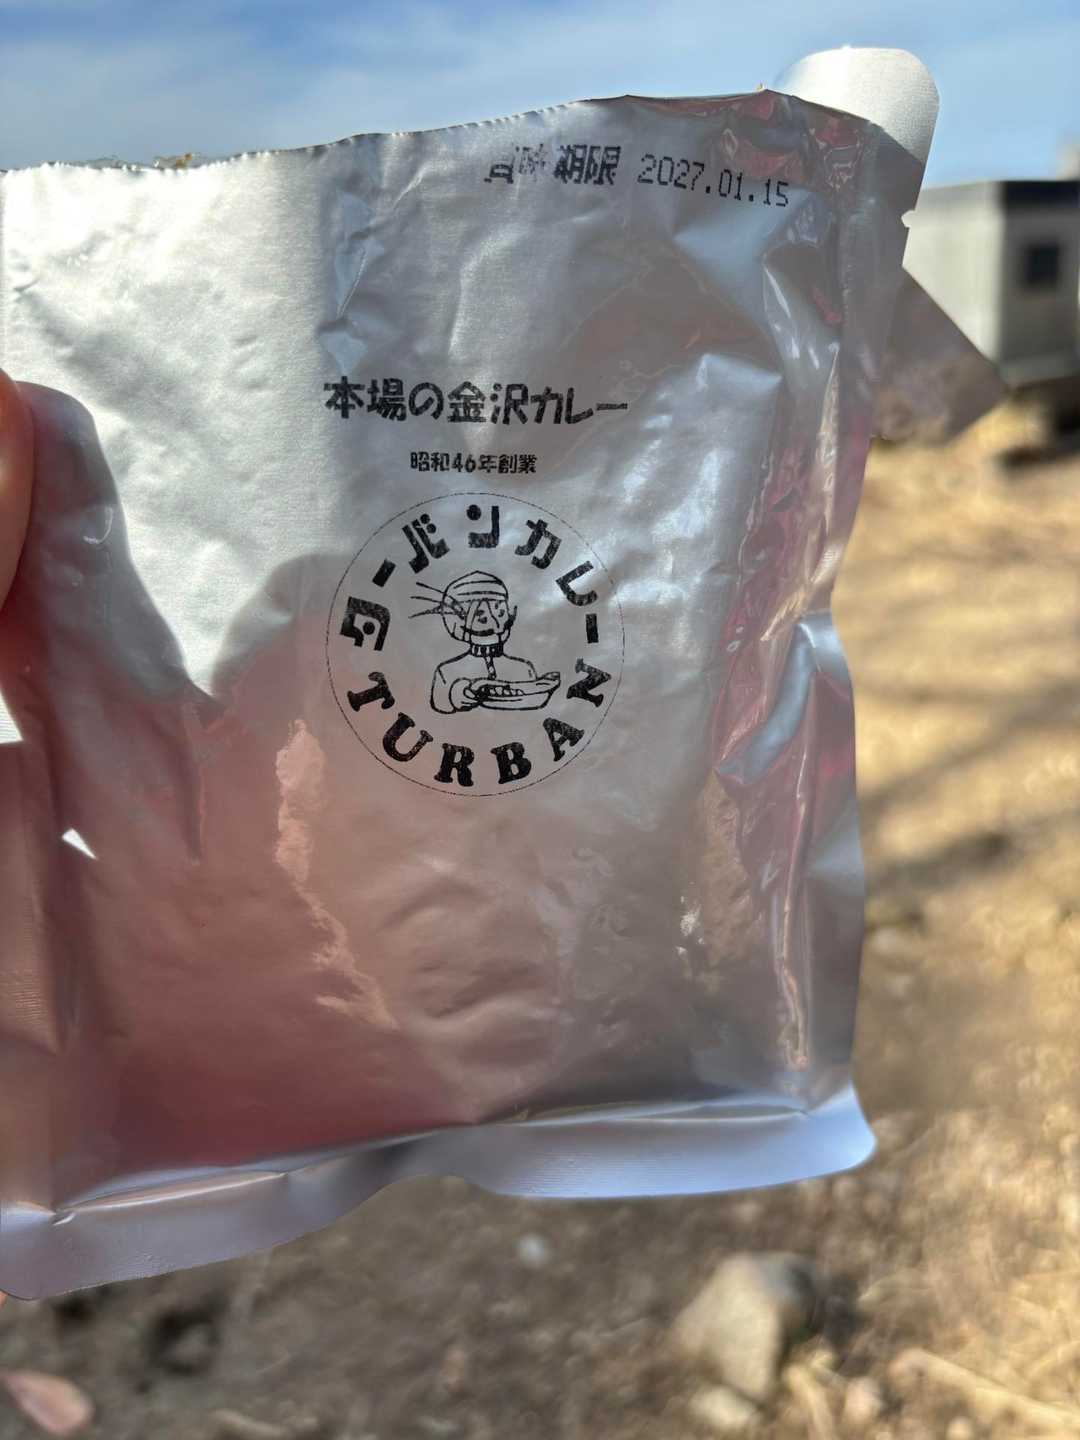 賞味期限 2027.01.15
本場の金沢カレー
昭和46年創業
ターバンカレー
TURBAN